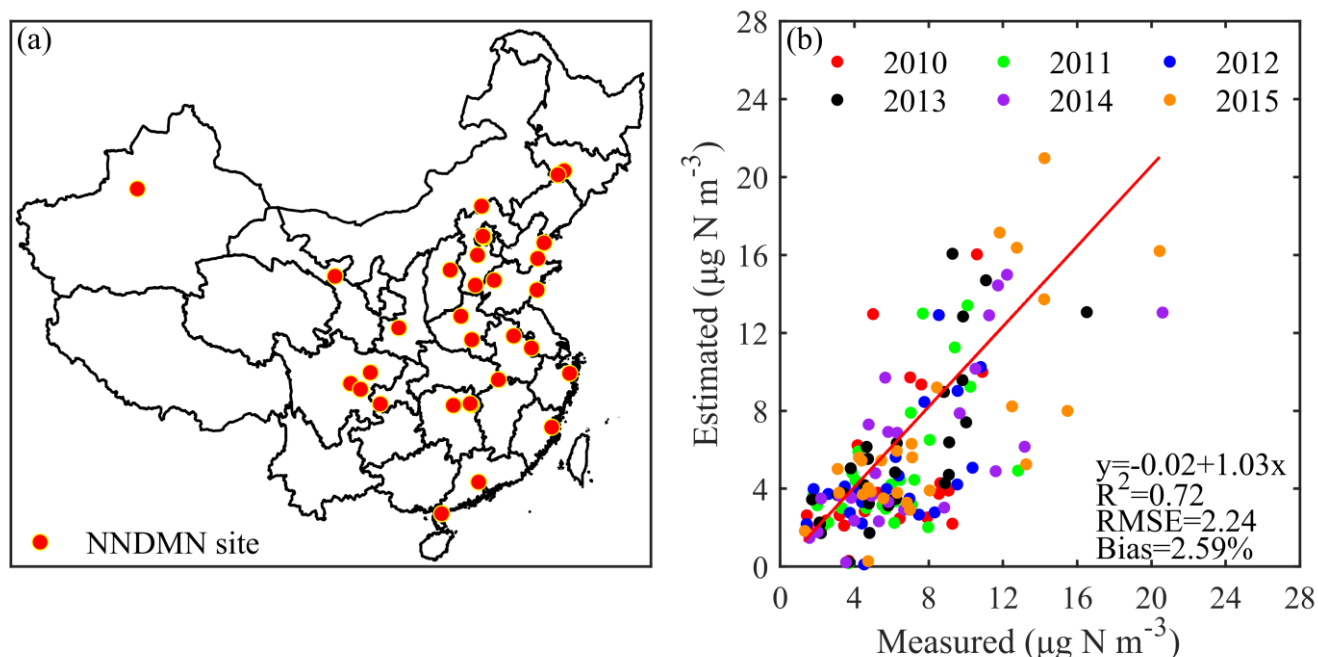 (a)
NNDMN site
(b)
2010 2011 2012
2013 2014 2015
28
24
20
16
12
8
4
0
Estimated (μg N m⁻³)
y=-0.02+1.03x
R²=0.72
RMSE=2.24
Bias=2.59%
0 4 8 12 16 20 24 28
Measured (μg N m⁻³)